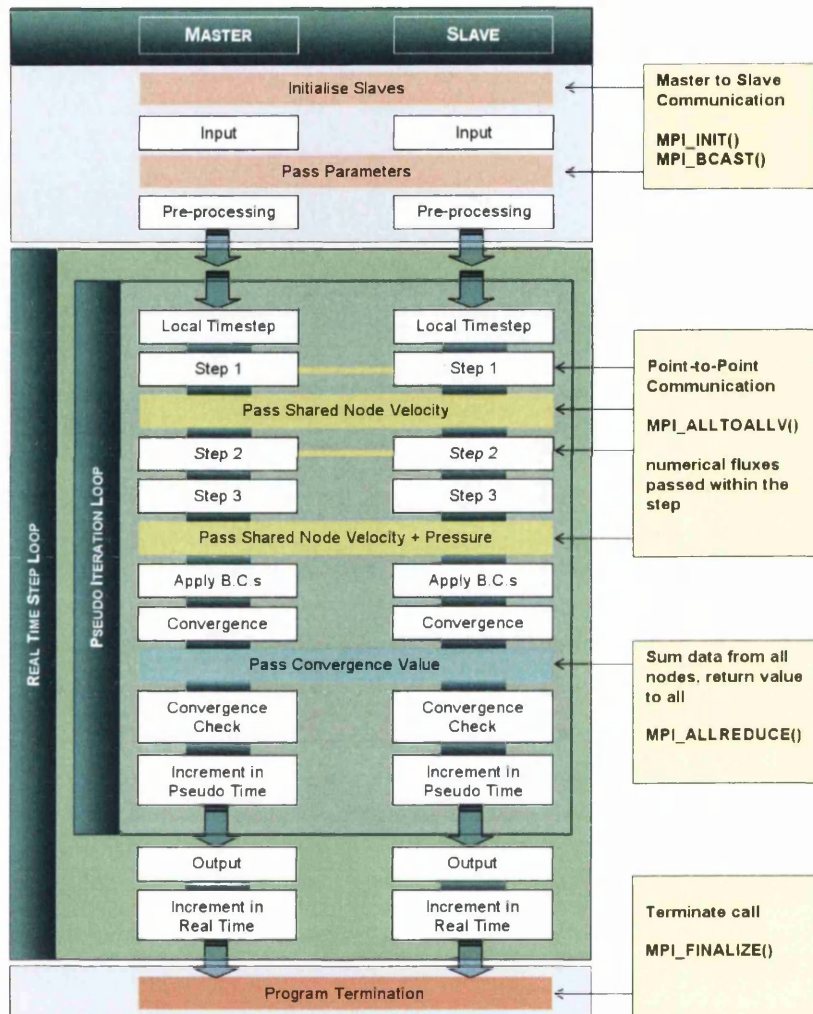 MASTER
SLAVE
Initialise Slaves
Input
Input
Pass Parameters
Pre-processing
Pre-processing
Master to Slave
Communication
MPI_INIT()
MPI_BCAST()
REAL TIME STEP LOOP
PSEUDO ITERATION LOOP
Local Timestep
Local Timestep
Step 1
Step 1
Pass Shared Node Velocity
Step 2
Step 2
Step 3
Step 3
Pass Shared Node Velocity + Pressure
Apply B.C.s
Apply B.C.s
Convergence
Convergence
Pass Convergence Value
Convergence
Check
Convergence
Check
Increment in
Pseudo Time
Increment in
Pseudo Time
Point-to-Point
Communication
MPI_ALLTOALLV()
numerical fluxes
passed within the
step
Sum data from all
nodes, return value
to all
MPI_ALLREDUCE()
Output
Output
Increment in
Real Time
Increment in
Real Time
Program Termination
Terminate call
MPI_FINALIZE()